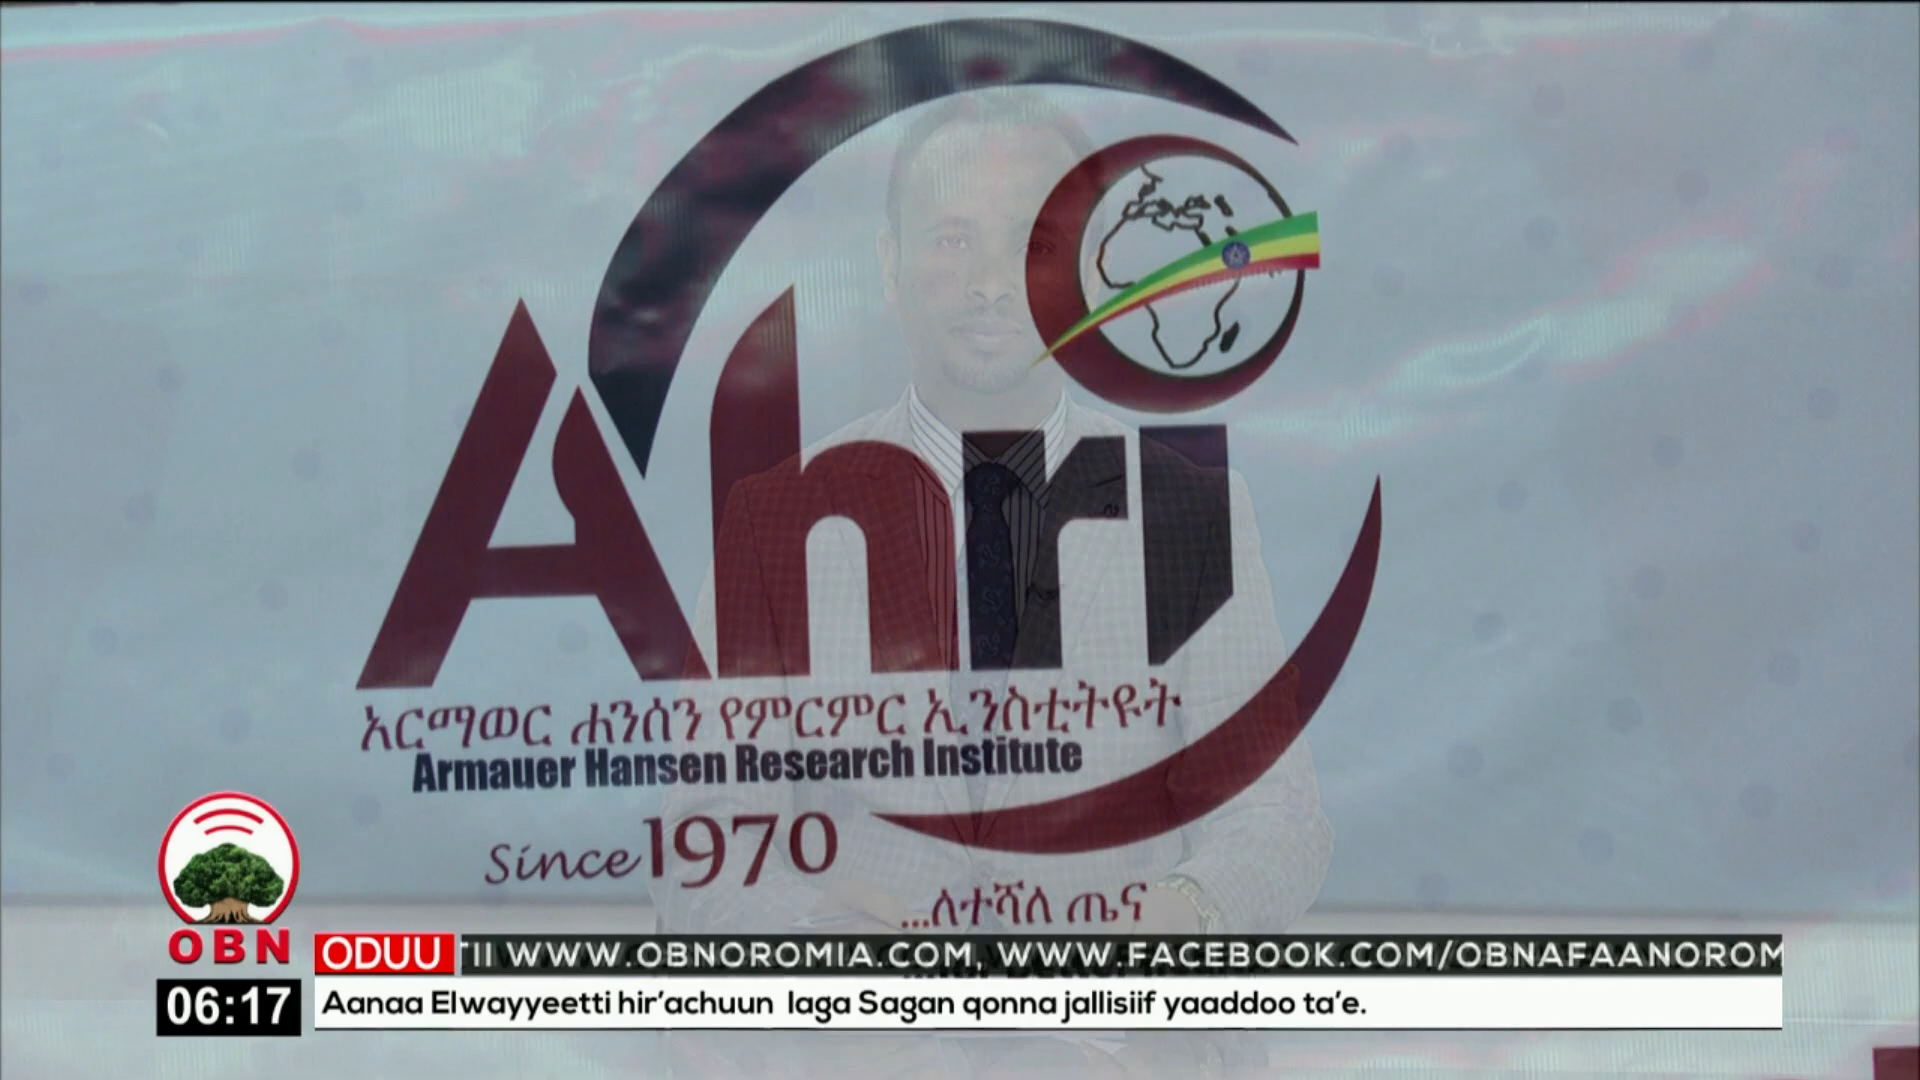 Ahri
አርማወር ሐንሰን የምርምር ኢንስቲትዩት
Armauer Hansen Research Institute
Since 1970
...ለተሻለ ጤና
OBN
ODUU
TII WWW.OBNOROMIA.COM, WWW.FACEBOOK.COM/OBNAFAANOROM
06:17
Aanaa Elwayyeetti hir'achuun laga Sagan qonna jallisiif yaaddoo ta'e.